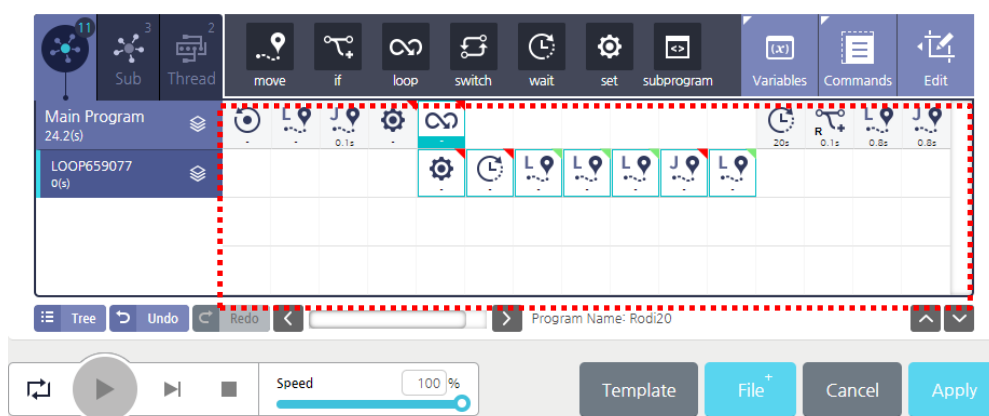 11 3 2
Sub Thread
move if loop switch wait set subprogram
(x) Variables Commands Edit
Main Program
24.2(s)
L J L J
R
- - 0.1s - - 20s 0.1s 0.8s 0.8s
LOOP659077
0(s)
L L L J L
- - - - - - -
Tree Undo Redo Program Name: Rodi20
Speed 100 %
Template File+ Cancel Apply